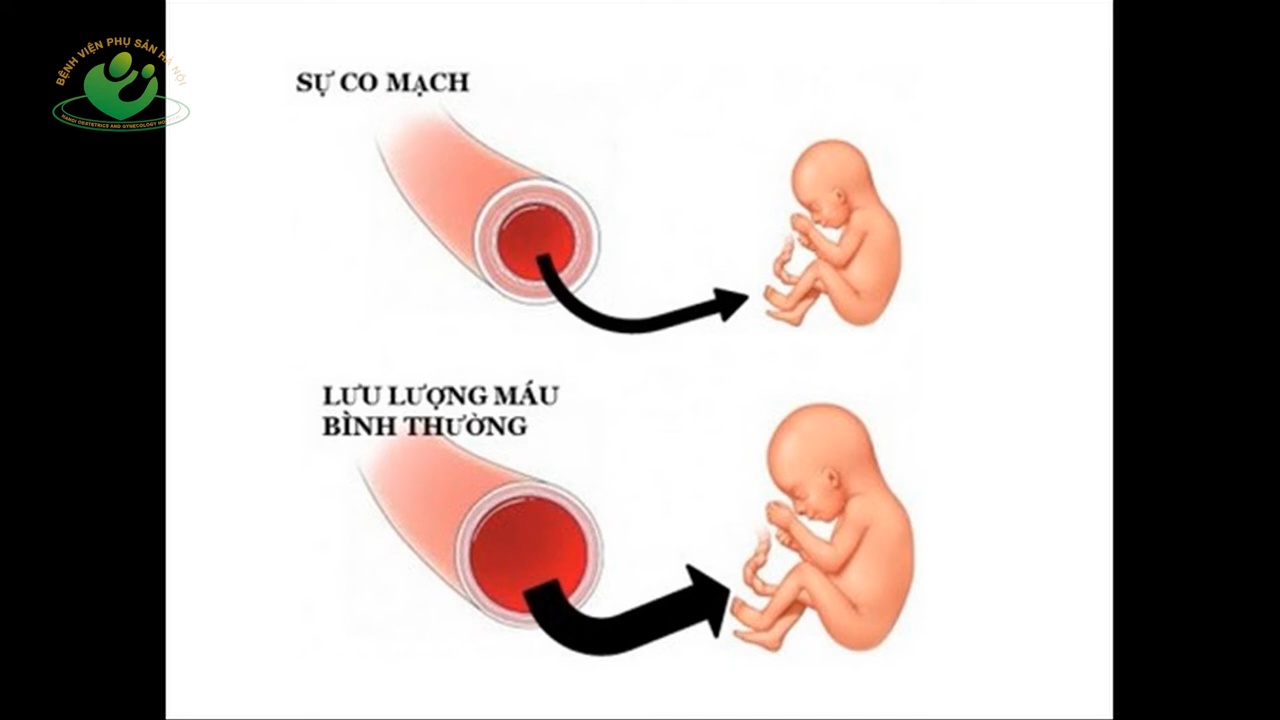 BỆNH VIỆN PHỤ SẢN HÀ NỘI
SỰ CO MẠCH
LƯU LƯỢNG MÁU
BÌNH THƯỜNG